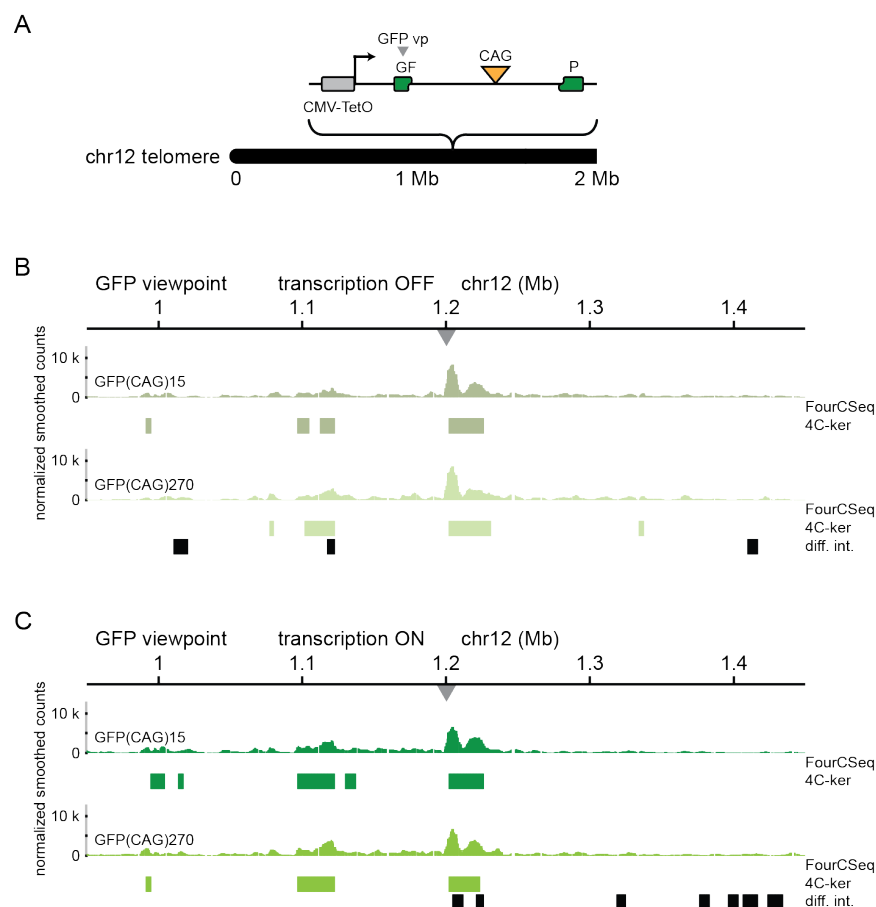 A
GFP vp
CAG
GF
P
CMV-TetO
chr12 telomere
0 1 Mb 2 Mb
B
GFP viewpoint transcription OFF chr12 (Mb)
1 1.1 1.2 1.3 1.4
normalized smoothed counts
10 k
GFP(CAG)15
0
FourCSeq
4C-ker
10 k
GFP(CAG)270
0
FourCSeq
4C-ker
diff. int.
C
GFP viewpoint transcription ON chr12 (Mb)
1 1.1 1.2 1.3 1.4
normalized smoothed counts
10 k
GFP(CAG)15
0
FourCSeq
4C-ker
10 k
GFP(CAG)270
0
FourCSeq
4C-ker
diff. int.